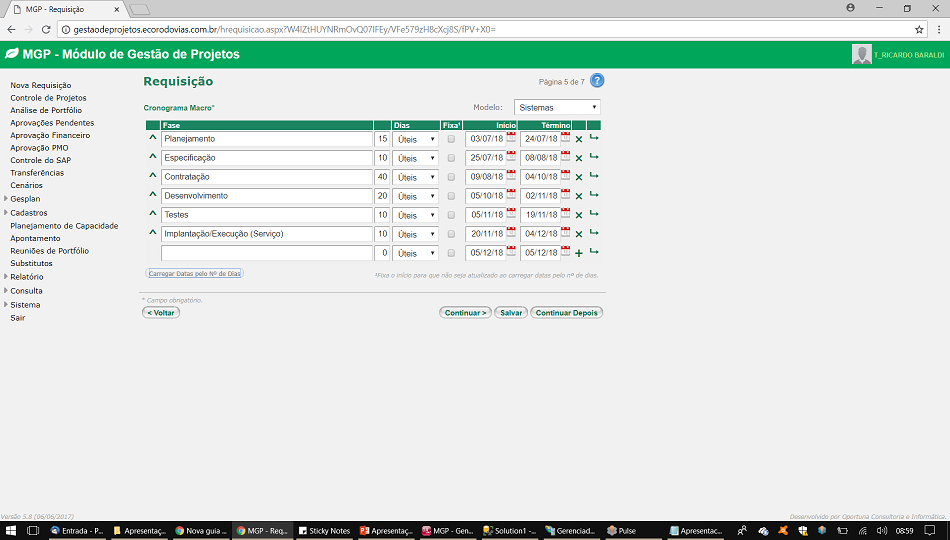 MGP - Requisição
gestaodeprojetos.ecorodovias.com.br/hrequisicao.aspx?W4lZtHUYNRmOvQ07IFEy/VFe579zH8cXcj8S/fPV+X0=
MGP - Módulo de Gestão de Projetos
T_RICARDO BARALDI
Nova Requisição
Controle de Projetos
Análise de Portfólio
Aprovações Pendentes
Aprovação Financeiro
Aprovação PMO
Controle do SAP
Transferências
Cenários
Gesplan
Cadastros
Planejamento de Capacidade
Apontamento
Reuniões de Portfólio
Substitutos
Relatório
Consulta
Sistema
Sair
Requisição
Página 5 de 7 ?
Cronograma Macro*
Modelo: Sistemas
Fase Dias Fixa¹ Início Término
^ Planejamento 15 Úteis 03/07/18 24/07/18
^ Especificação 10 Úteis 25/07/18 08/08/18
^ Contratação 40 Úteis 09/08/18 04/10/18
^ Desenvolvimento 20 Úteis 05/10/18 02/11/18
^ Testes 10 Úteis 05/11/18 19/11/18
^ Implantação/Execução (Serviço) 10 Úteis 20/11/18 04/12/18
0 Úteis 05/12/18 05/12/18
Carregar Datas pelo Nº de Dias
¹Fixa o início para que não seja atualizado ao carregar datas pelo nº de dias.
* Campo obrigatório.
< Voltar Continuar > Salvar Continuar Depois
Versão 5.8 (06/06/2017)
Desenvolvido por Oportuna Consultoria e Informática.
Entrada - P... Apresentaç... Nova guia ... MGP - Req... Sticky Notes Apresentaç... MGP - Gen... Solution1 -... Gerenciad... Pulse Apresentaç... 08:59